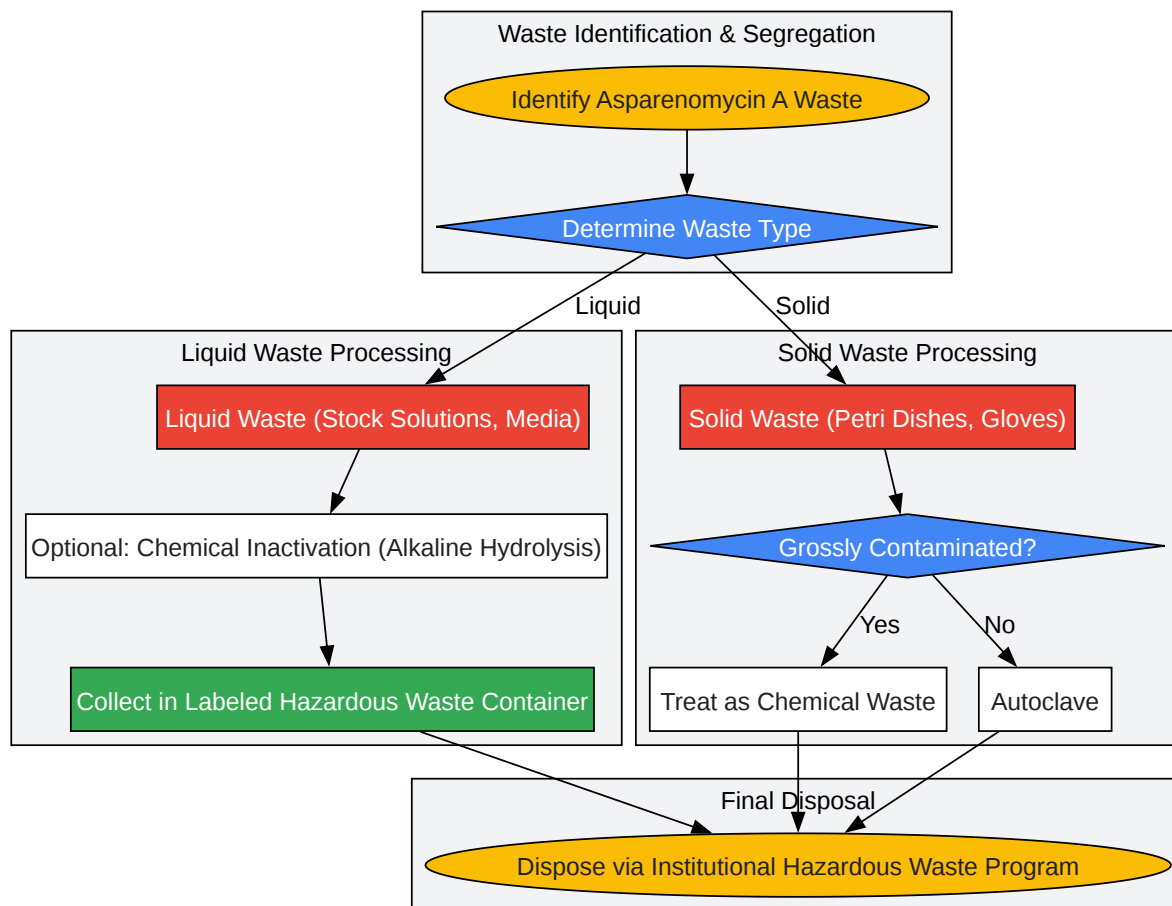 Waste Identification & Segregation
Identify Asparenomycin A Waste
Determine Waste Type
Liquid
Solid
Liquid Waste Processing
Solid Waste Processing
Liquid Waste (Stock Solutions, Media)
Solid Waste (Petri Dishes, Gloves)
Optional: Chemical Inactivation (Alkaline Hydrolysis)
Grossly Contaminated?
Yes
No
Collect in Labeled Hazardous Waste Container
Treat as Chemical Waste
Autoclave
Final Disposal
Dispose via Institutional Hazardous Waste Program